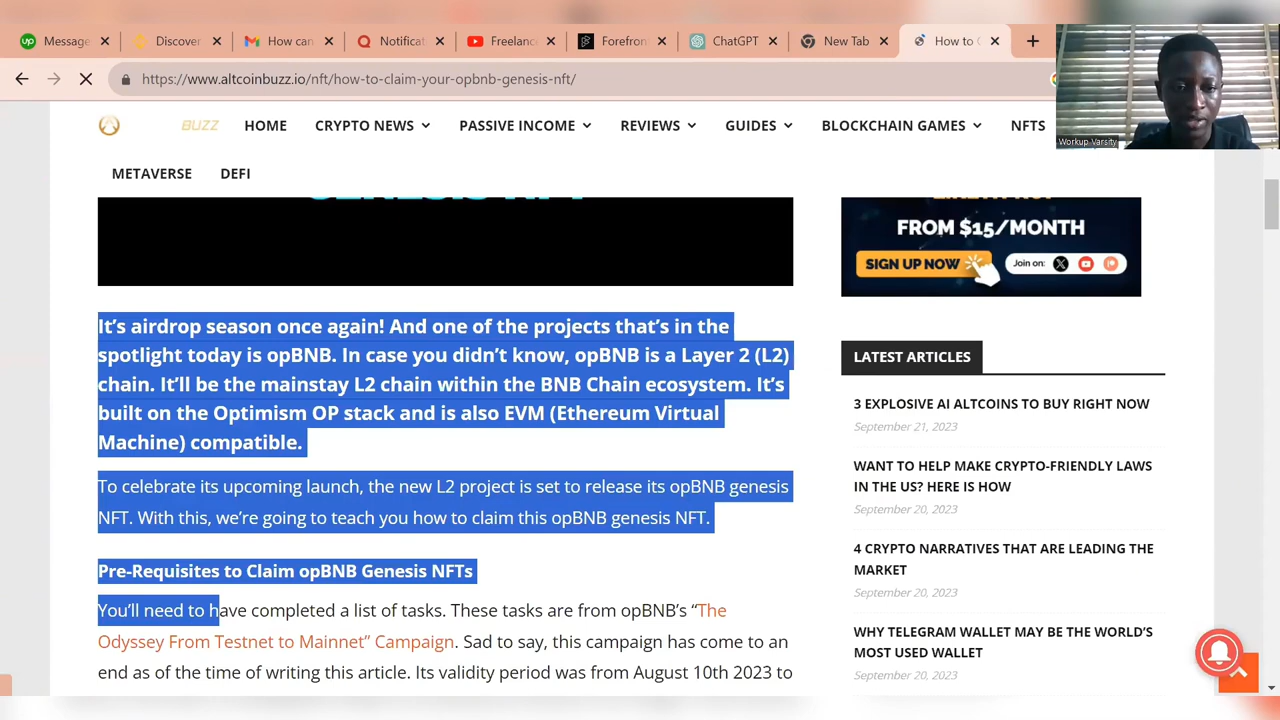 Message
Discover
How can
Notificat
Freelanc
Forefron
ChatGPT
New Tab
How to C
https://www.altcoinbuzz.io/nft/how-to-claim-your-opbnb-genesis-nft/
Workup Varsity
BUZZ
HOME
CRYPTO NEWS
PASSIVE INCOME
REVIEWS
GUIDES
BLOCKCHAIN GAMES
NFTS
METAVERSE
DEFI
GENESIS NFT
It's airdrop season once again! And one of the projects that's in the
spotlight today is opBNB. In case you didn't know, opBNB is a Layer 2 (L2)
chain. It'll be the mainstay L2 chain within the BNB Chain ecosystem. It's
built on the Optimism OP stack and is also EVM (Ethereum Virtual
Machine) compatible.
To celebrate its upcoming launch, the new L2 project is set to release its opBNB genesis
NFT. With this, we're going to teach you how to claim this opBNB genesis NFT.
Pre-Requisites to Claim opBNB Genesis NFTs
You'll need to have completed a list of tasks. These tasks are from opBNB's “The
Odyssey From Testnet to Mainnet” Campaign. Sad to say, this campaign has come to an
end as of the time of writing this article. Its validity period was from August 10th 2023 to
FROM $15/MONTH
SIGN UP NOW
Join on:
LATEST ARTICLES
3 EXPLOSIVE AI ALTCOINS TO BUY RIGHT NOW
September 21, 2023
WANT TO HELP MAKE CRYPTO-FRIENDLY LAWS
IN THE US? HERE IS HOW
September 20, 2023
4 CRYPTO NARRATIVES THAT ARE LEADING THE
MARKET
September 20, 2023
WHY TELEGRAM WALLET MAY BE THE WORLD'S
MOST USED WALLET
September 20, 2023